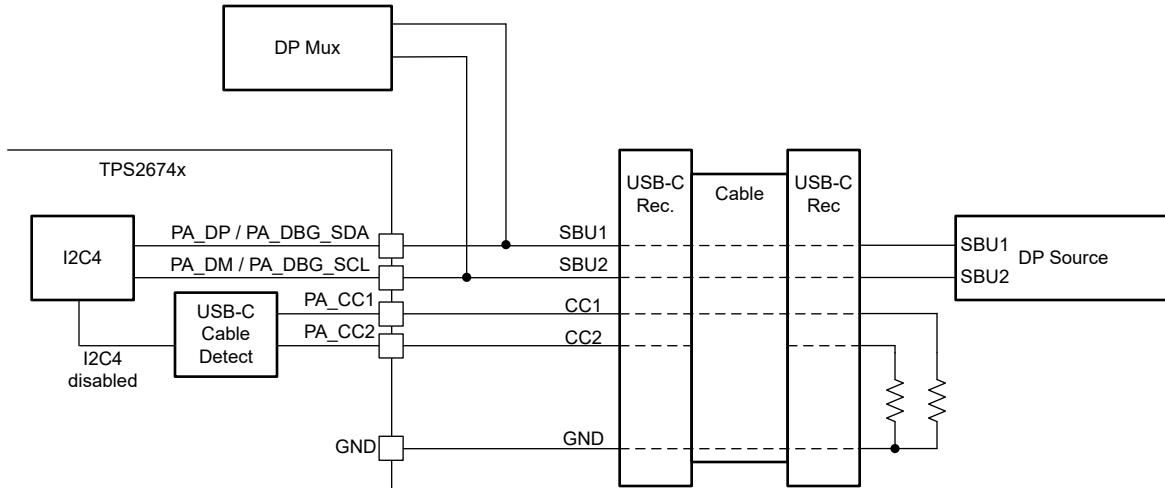 DP Mux
TPS2674x
USB-C
Rec.
Cable
USB-C
Rec
I2C4
PA_DP / PA_DBG_SDA
SBU1
SBU1
DP Source
PA_DM / PA_DBG_SCL
SBU2
SBU2
USB-C
Cable
Detect
PA_CC1
CC1
PA_CC2
CC2
I2C4
disabled
GND
GND